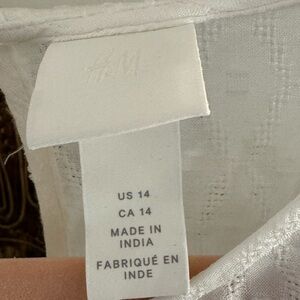 H&M
US 14
CA 14
MADE IN
INDIA
FABRIQUÉ EN
INDE